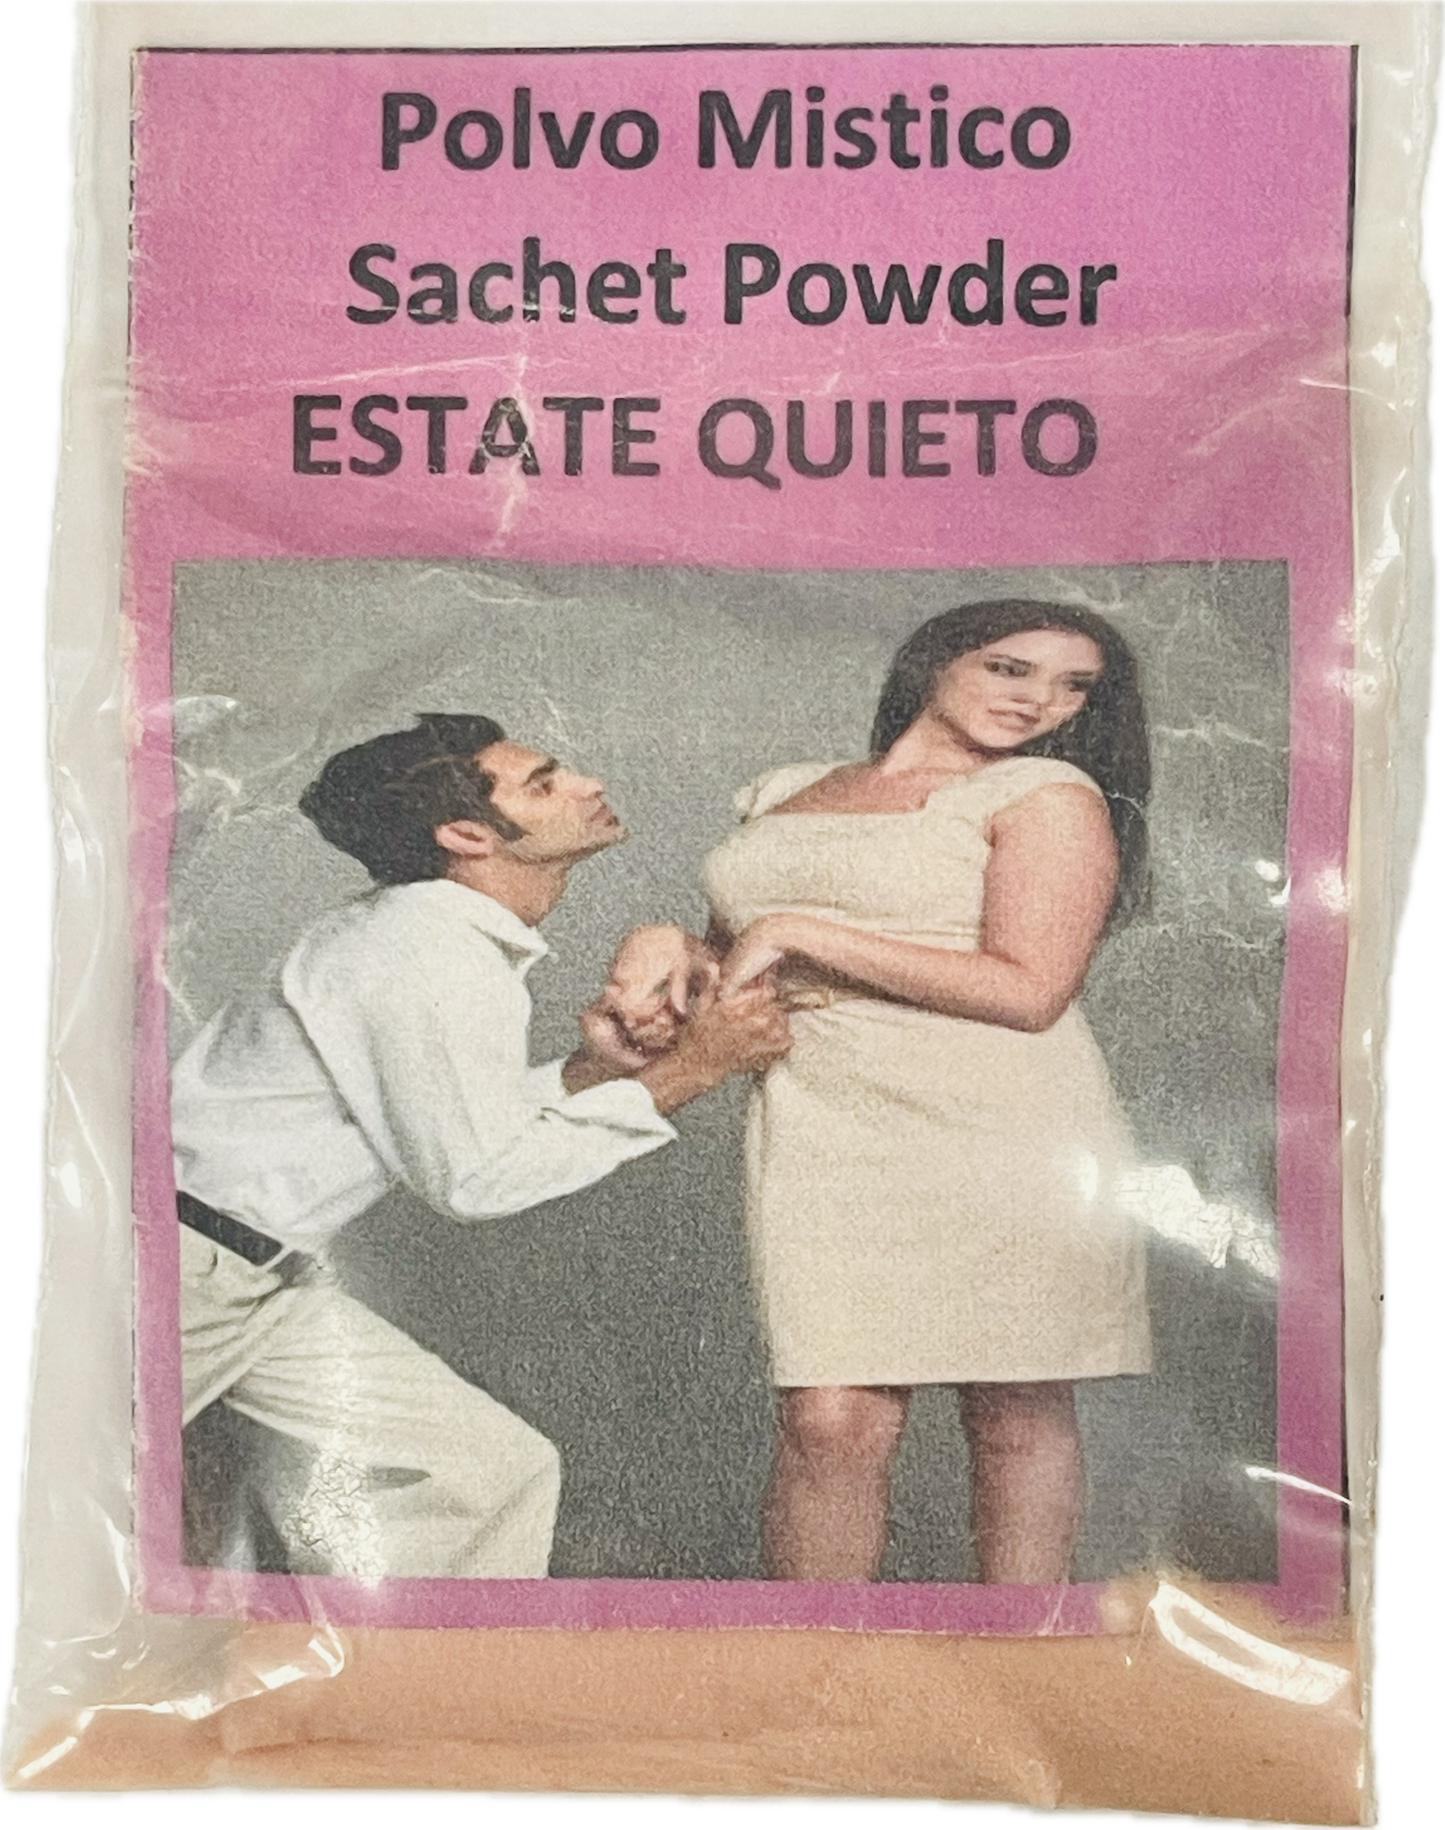 Polvo Mistico
Sachet Powder
ESTATE QUIETO